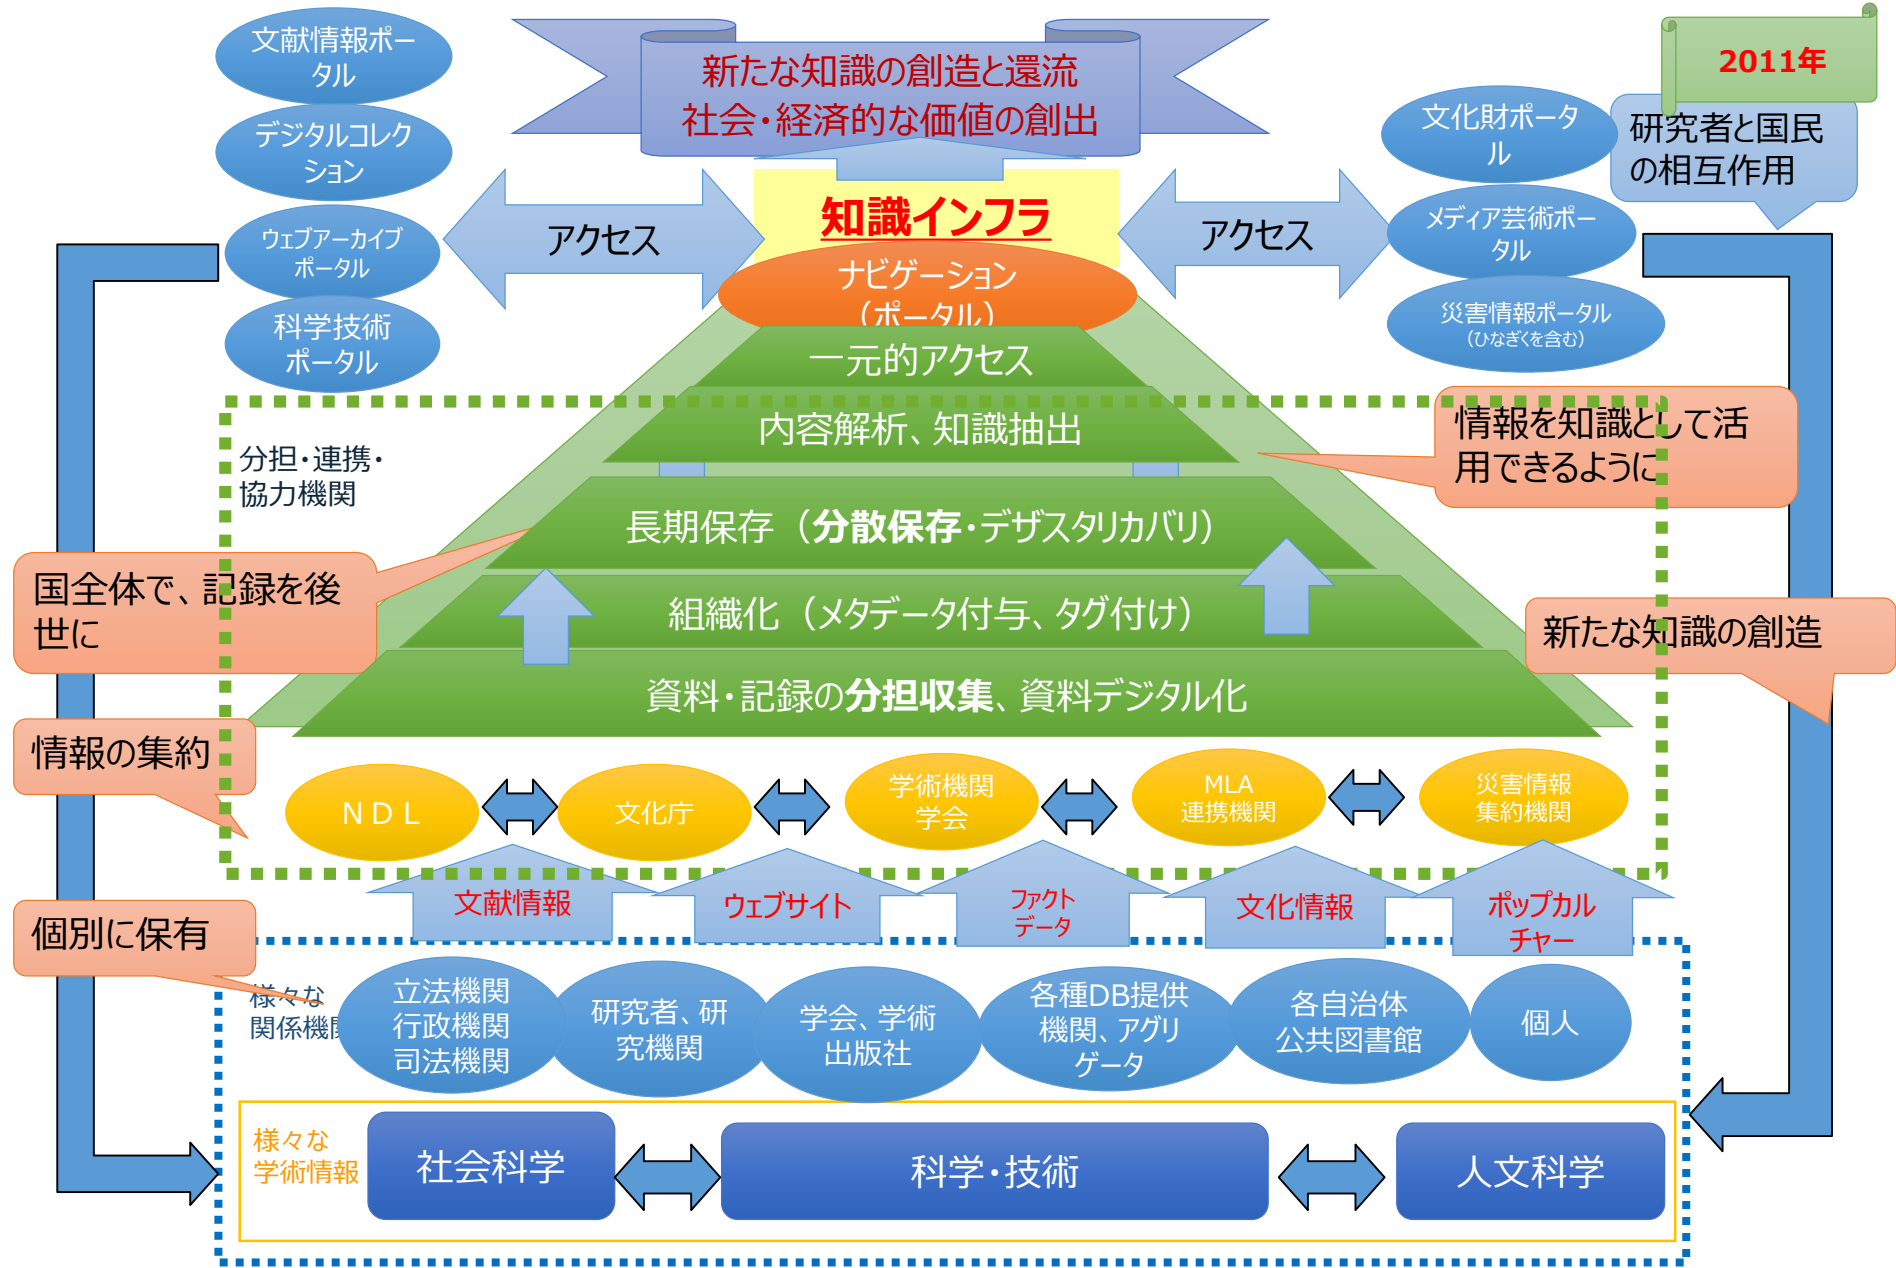 文献情報ポー
タル
デジタルコレク
ション
ウェブアーカイブ
ポータル
科学技術
ポータル
新たな知識の創造と還流
社会・経済的な価値の創出
2011年
研究者と国民
の相互作用
文化財ポータ
ル
メディア芸術ポー
タル
災害情報ポータル
(ひなぎくを含む)
アクセス
知識インフラ
アクセス
ナビゲーション
(ポータル)
一元的アクセス
内容解析、知識抽出
長期保存(分散保存・デザスタリカバリ)
組織化(メタデータ付与、タグ付け)
資料・記録の分担収集、資料デジタル化
分担・連携・
協力機関
情報を知識として活
用できるように
国全体で、記録を後
世に
新たな知識の創造
情報の集約
個別に保有
NDL
文化庁
学術機関
学会
MLA
連携機関
災害情報
集約機関
文献情報
ウェブサイト
ファクト
データ
文化情報
ポップカル
チャー
様々な
関係機関
立法機関
行政機関
司法機関
研究者、研
究機関
学会、学術
出版社
各種DB提供
機関、アグリ
ゲータ
各自治体
公共図書館
個人
様々な
学術情報
社会科学
科学・技術
人文科学